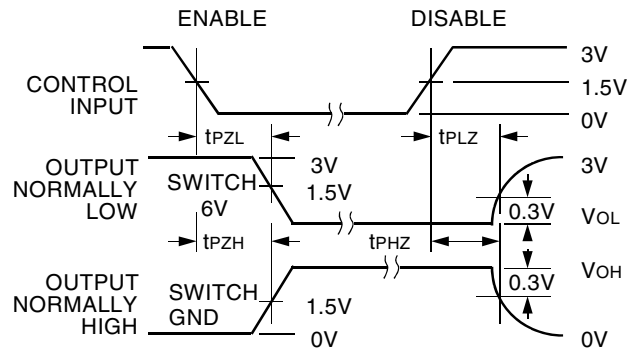 ENABLE
DISABLE
CONTROL
INPUT
3V
1.5V
0V
tPZL
tPLZ
OUTPUT
NORMALLY
LOW
SWITCH
6V
3V
1.5V
3V
0.3V
VOL
tPZH
tPHZ
OUTPUT
NORMALLY
HIGH
SWITCH
GND
1.5V
0V
VOH
0.3V
0V